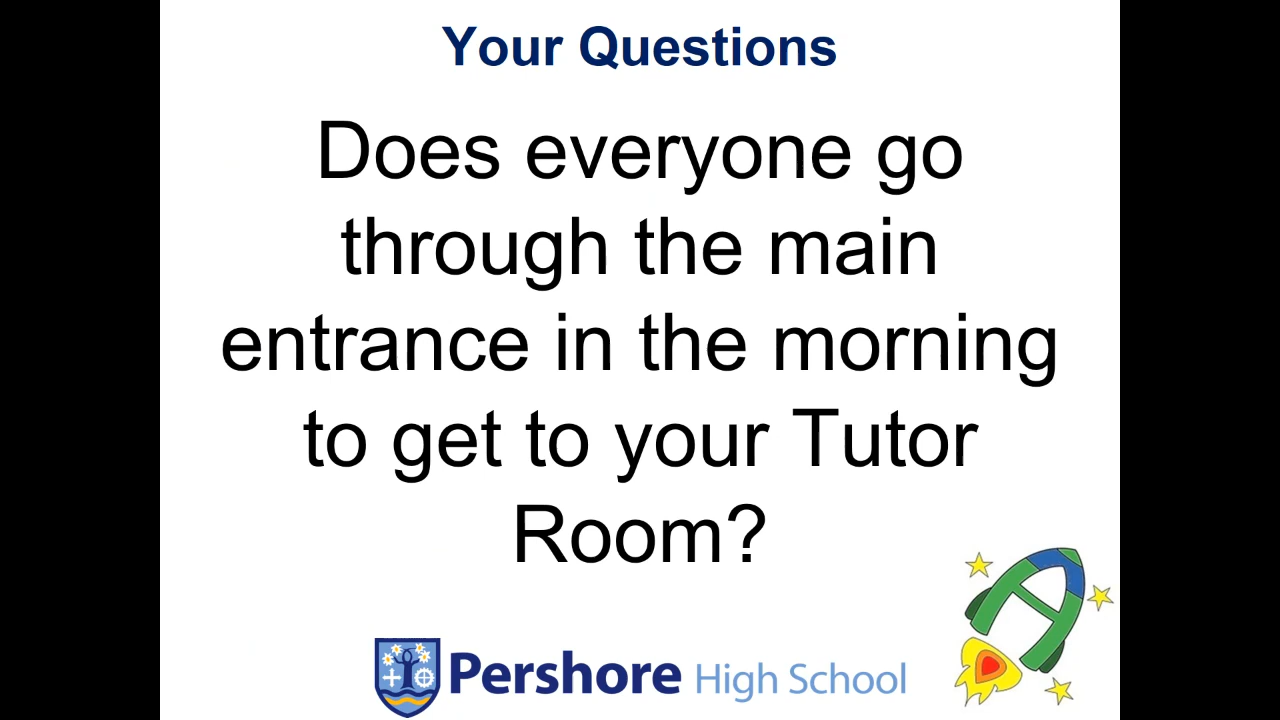 Your Questions
Does everyone go
through the main
entrance in the morning
to get to your Tutor
Room?
Pershore High School